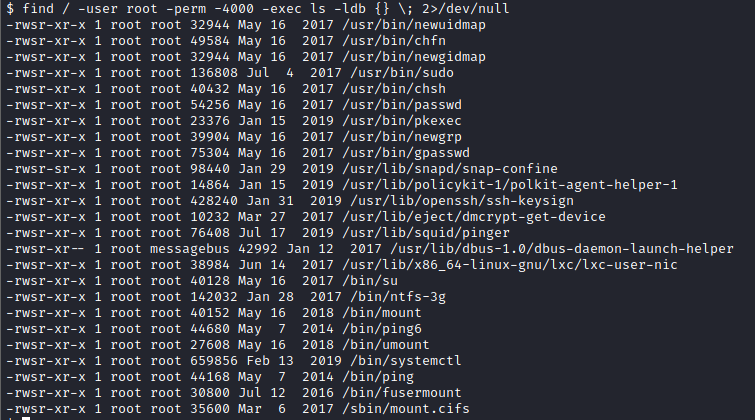 $ find / -user root -perm -4000 -exec ls -ldb {} \; 2>/dev/null
-rwsr-xr-x 1 root root 32944 May 16  2017 /usr/bin/newuidmap
-rwsr-xr-x 1 root root 49584 May 16  2017 /usr/bin/chfn
-rwsr-xr-x 1 root root 32944 May 16  2017 /usr/bin/newgidmap
-rwsr-xr-x 1 root root 136808 Jul  4  2017 /usr/bin/sudo
-rwsr-xr-x 1 root root 40432 May 16  2017 /usr/bin/chsh
-rwsr-xr-x 1 root root 54256 May 16  2017 /usr/bin/passwd
-rwsr-xr-x 1 root root 23376 Jan 15  2019 /usr/bin/pkexec
-rwsr-xr-x 1 root root 39904 May 16  2017 /usr/bin/newgrp
-rwsr-xr-x 1 root root 75304 May 16  2017 /usr/bin/gpasswd
-rwsr-sr-x 1 root root 98440 Jan 29  2019 /usr/lib/snapd/snap-confine
-rwsr-xr-x 1 root root 14864 Jan 15  2019 /usr/lib/policykit-1/polkit-agent-helper-1
-rwsr-xr-x 1 root root 428240 Jan 31  2019 /usr/lib/openssh/ssh-keysign
-rwsr-xr-x 1 root root 10232 Mar 27  2017 /usr/lib/eject/dmcrypt-get-device
-rwsr-xr-x 1 root root 76408 Jul 17  2019 /usr/lib/squid/pinger
-rwsr-xr-- 1 root messagebus 42992 Jan 12  2017 /usr/lib/dbus-1.0/dbus-daemon-launch-helper
-rwsr-xr-x 1 root root 38984 Jun 14  2017 /usr/lib/x86_64-linux-gnu/lxc/lxc-user-nic
-rwsr-xr-x 1 root root 40128 May 16  2017 /bin/su
-rwsr-xr-x 1 root root 142032 Jan 28  2017 /bin/ntfs-3g
-rwsr-xr-x 1 root root 40152 May 16  2018 /bin/mount
-rwsr-xr-x 1 root root 44680 May  7  2014 /bin/ping6
-rwsr-xr-x 1 root root 27608 May 16  2018 /bin/umount
-rwsr-xr-x 1 root root 659856 Feb 13  2019 /bin/systemctl
-rwsr-xr-x 1 root root 44168 May  7  2014 /bin/ping
-rwsr-xr-x 1 root root 30800 Jul 12  2016 /bin/fusermount
-rwsr-xr-x 1 root root 35600 Mar  6  2017 /sbin/mount.cifs